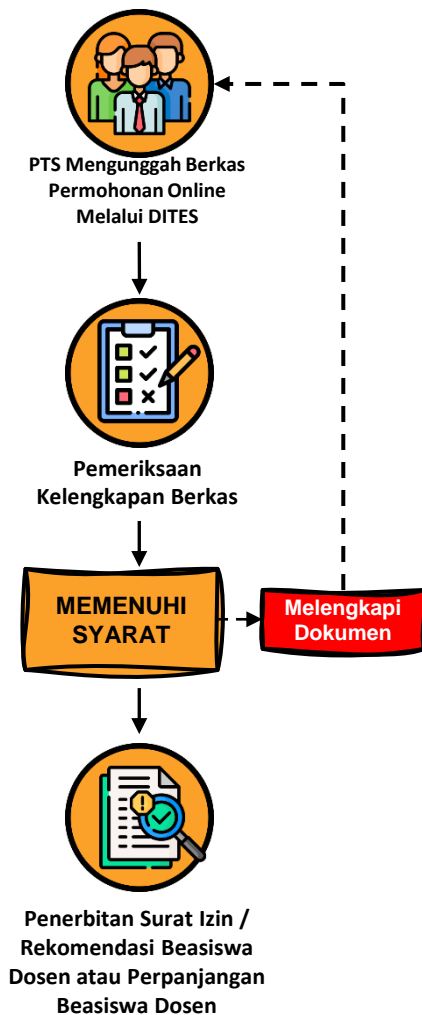 PTS Mengunggah Berkas
Permohonan Online
Melalui DITES
Pemeriksaan
Kelengkapan Berkas
MEMENUHI
SYARAT
Melengkapi
Dokumen
Penerbitan Surat Izin /
Rekomendasi Beasiswa
Dosen atau Perpanjangan
Beasiswa Dosen